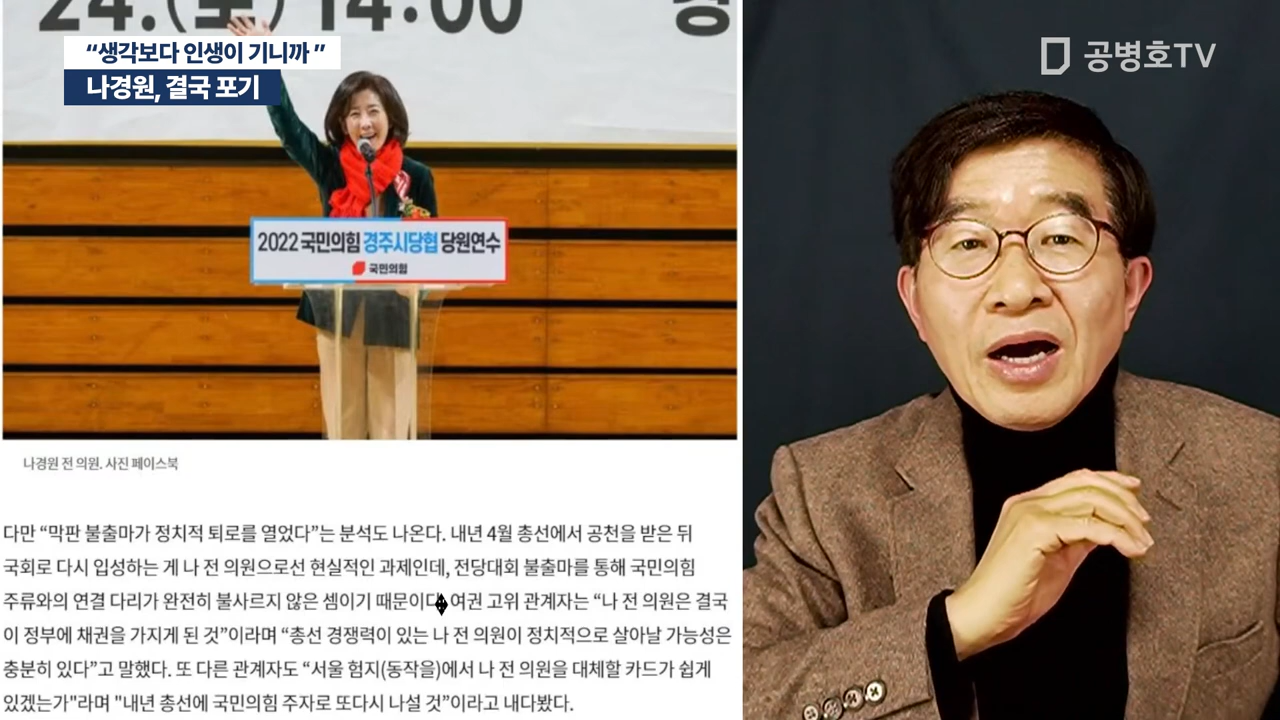 24.(토) 14:00
“생각보다 인생이 기니까 ”
나경원, 결국 포기
공병호TV
2022 국민의힘 경주시당협 당원연수
국민의힘
나경원 전 의원. 사진 페이스북
다만 “막판 불출마가 정치적 퇴로를 열었다”는 분석도 나온다. 내년 4월 총선에서 공천을 받은 뒤
국회로 다시 입성하는 게 나 전 의원으로선 현실적인 과제인데, 전당대회 불출마를 통해 국민의힘
주류와의 연결 다리가 완전히 불사르지 않은 셈이기 때문이다. 여권 고위 관계자는 “나 전 의원은 결국
이 정부에 채권을 가지게 된 것”이라며 “총선 경쟁력이 있는 나 전 의원이 정치적으로 살아날 가능성은
충분히 있다”고 말했다. 또 다른 관계자도 “서울 험지(동작을)에서 나 전 의원을 대체할 카드가 쉽게
있겠는가"라며 "내년 총선에 국민의힘 주자로 또다시 나설 것”이라고 내다봤다.